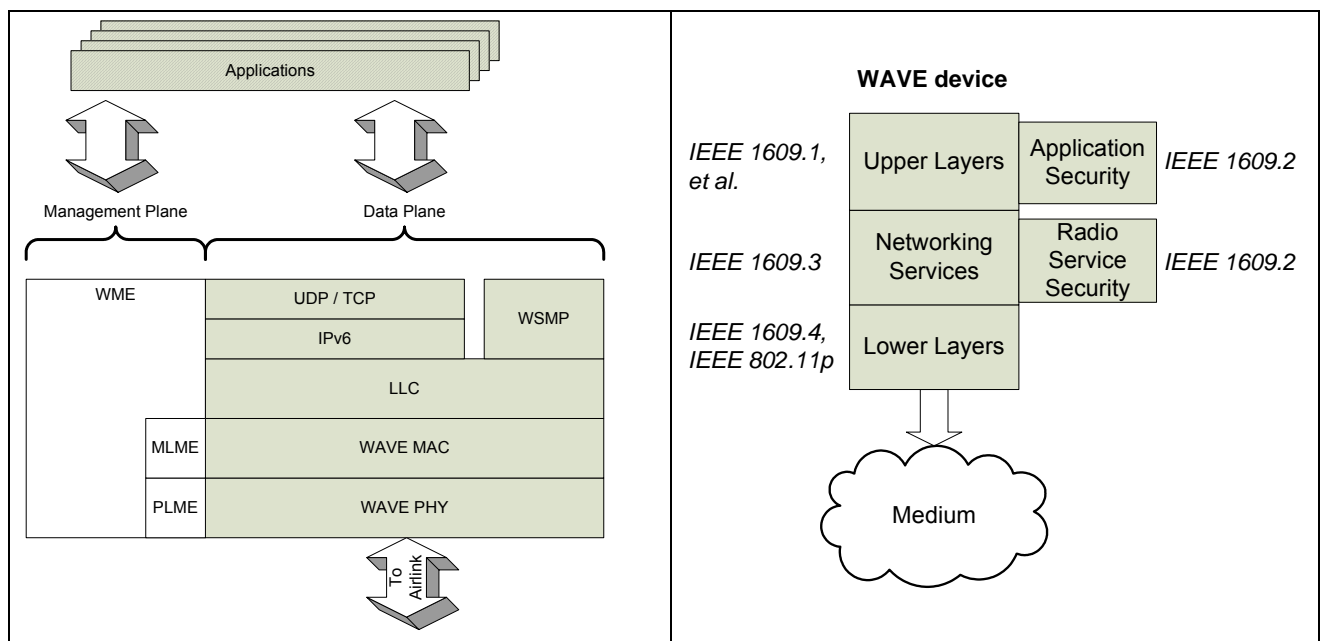 Applications
Management Plane
Data Plane
WME
UDP / TCP
WSMP
IPv6
LLC
MLME
WAVE MAC
PLME
WAVE PHY
To
Airlink
WAVE device
IEEE 1609.1,
et al.
Upper Layers
Application
Security
IEEE 1609.2
IEEE 1609.3
Networking
Services
Radio
Service
Security
IEEE 1609.2
IEEE 1609.4,
IEEE 802.11p
Lower Layers
Medium